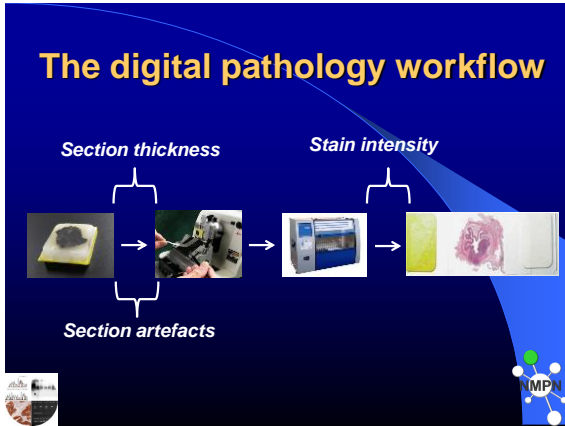 The digital pathology workflow
Section thickness
Stain intensity
Section artefacts
NMPN